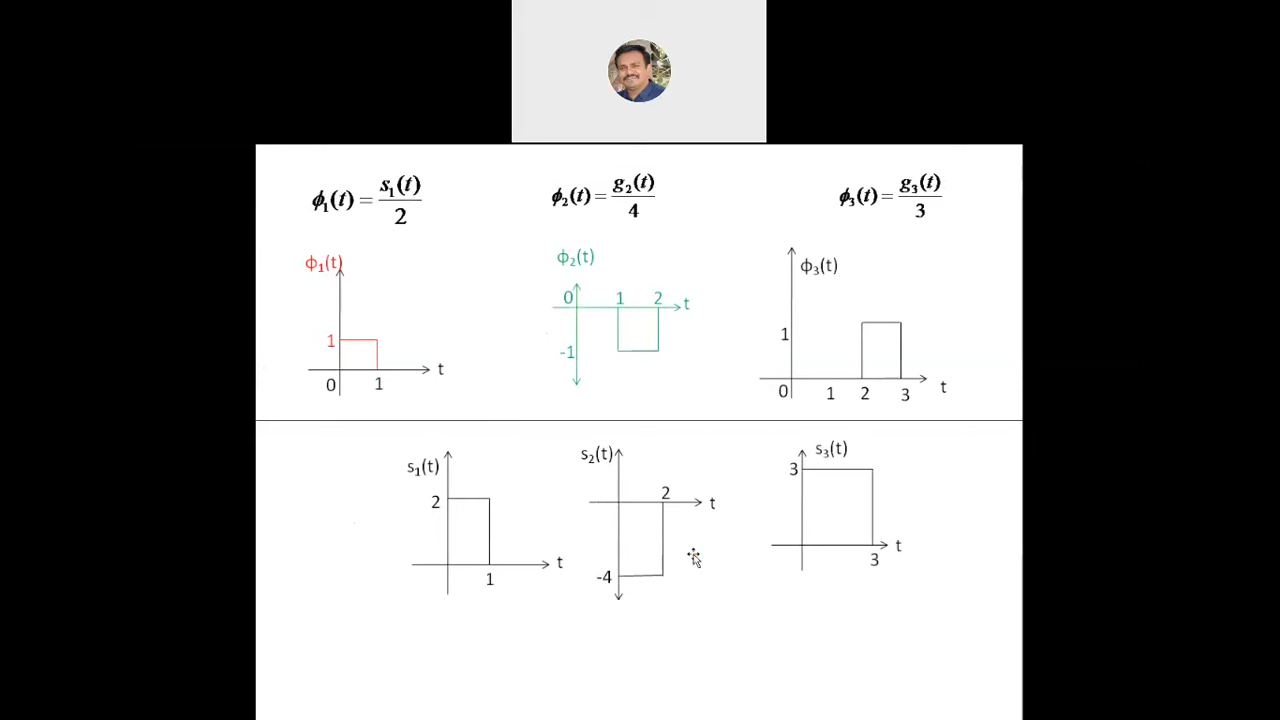 ϕ₁(t) = s₁(t)/2
ϕ₂(t) = g₂(t)/4
ϕ₃(t) = g₃(t)/3
ϕ₁(t)
1
0
1
t
ϕ₂(t)
0
1
2
t
-1
ϕ₃(t)
1
0
1
2
3
t
s₁(t)
2
1
t
s₂(t)
2
t
-4
s₃(t)
3
t
3